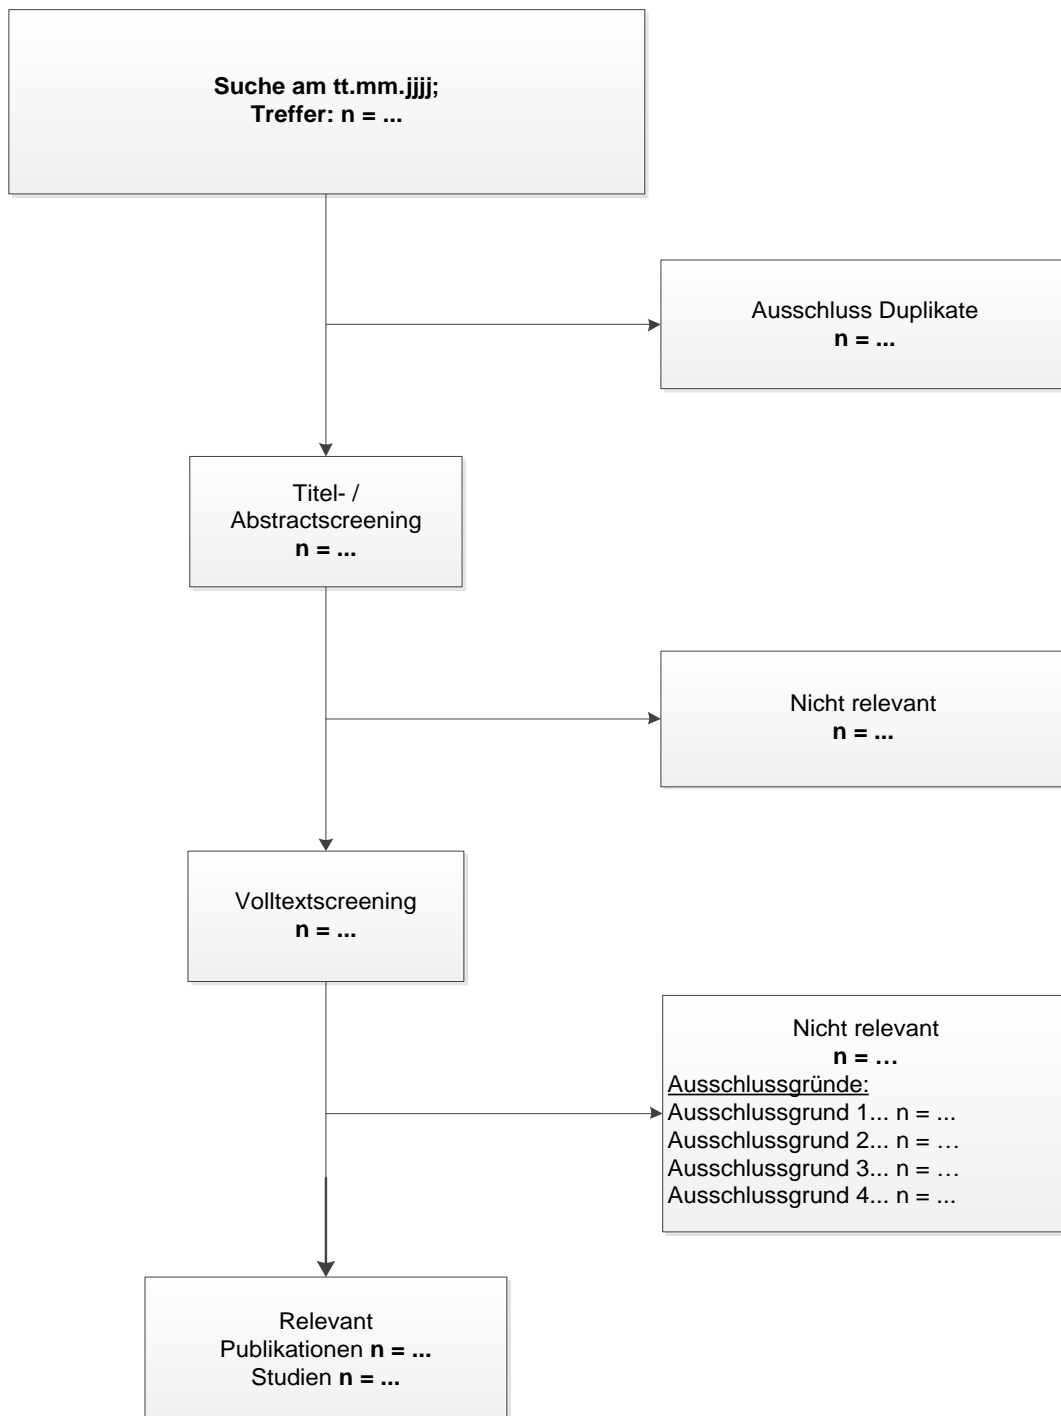 Suche am tt.mm.jjjj;
Treffer: n = ...
Ausschluss Duplikate
n = ...
Titel- /
Abstractscreening
n = ...
Nicht relevant
n = ...
Volltextscreening
n = ...
Nicht relevant
n = …
Ausschlussgründe:
Ausschlussgrund 1... n = ...
Ausschlussgrund 2... n = …
Ausschlussgrund 3... n = …
Ausschlussgrund 4... n = ...
Relevant
Publikationen n = ...
Studien n = ...